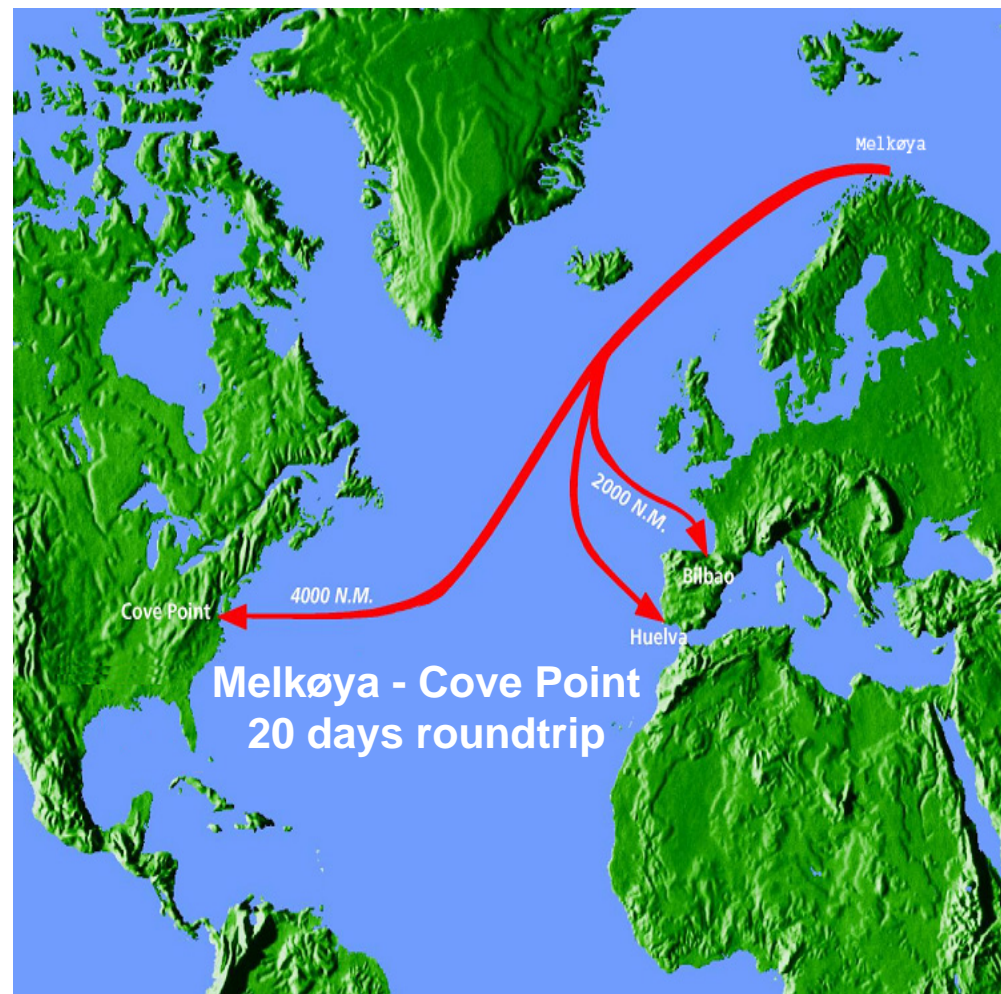 Melkøya
2000 N.M.
Bilbao
4000 N.M.
Cove Point
Huelva
Melkøya - Cove Point
20 days roundtrip